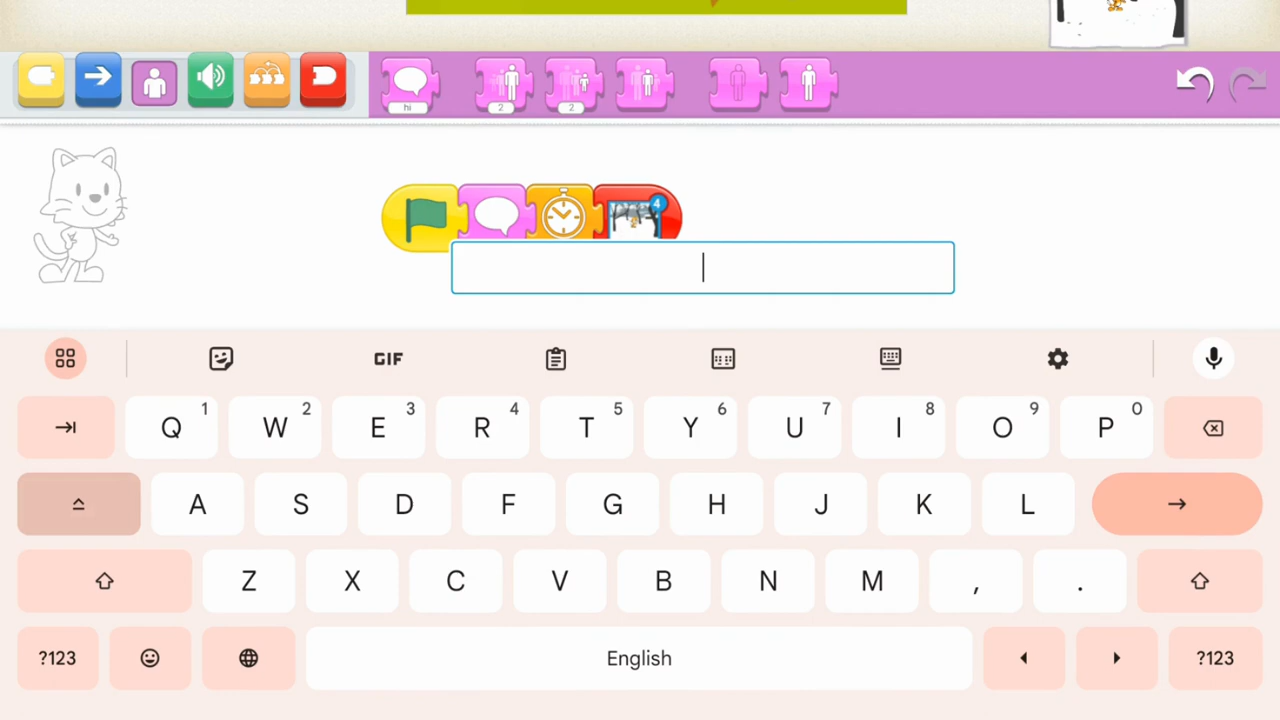 hi
2
2
4
GIF
Q 1 W 2 E 3 R 4 T 5 Y 6 U 7 I 8 O 9 P 0
A S D F G H J K L
Z X C V B N M , .
?123
English
?123